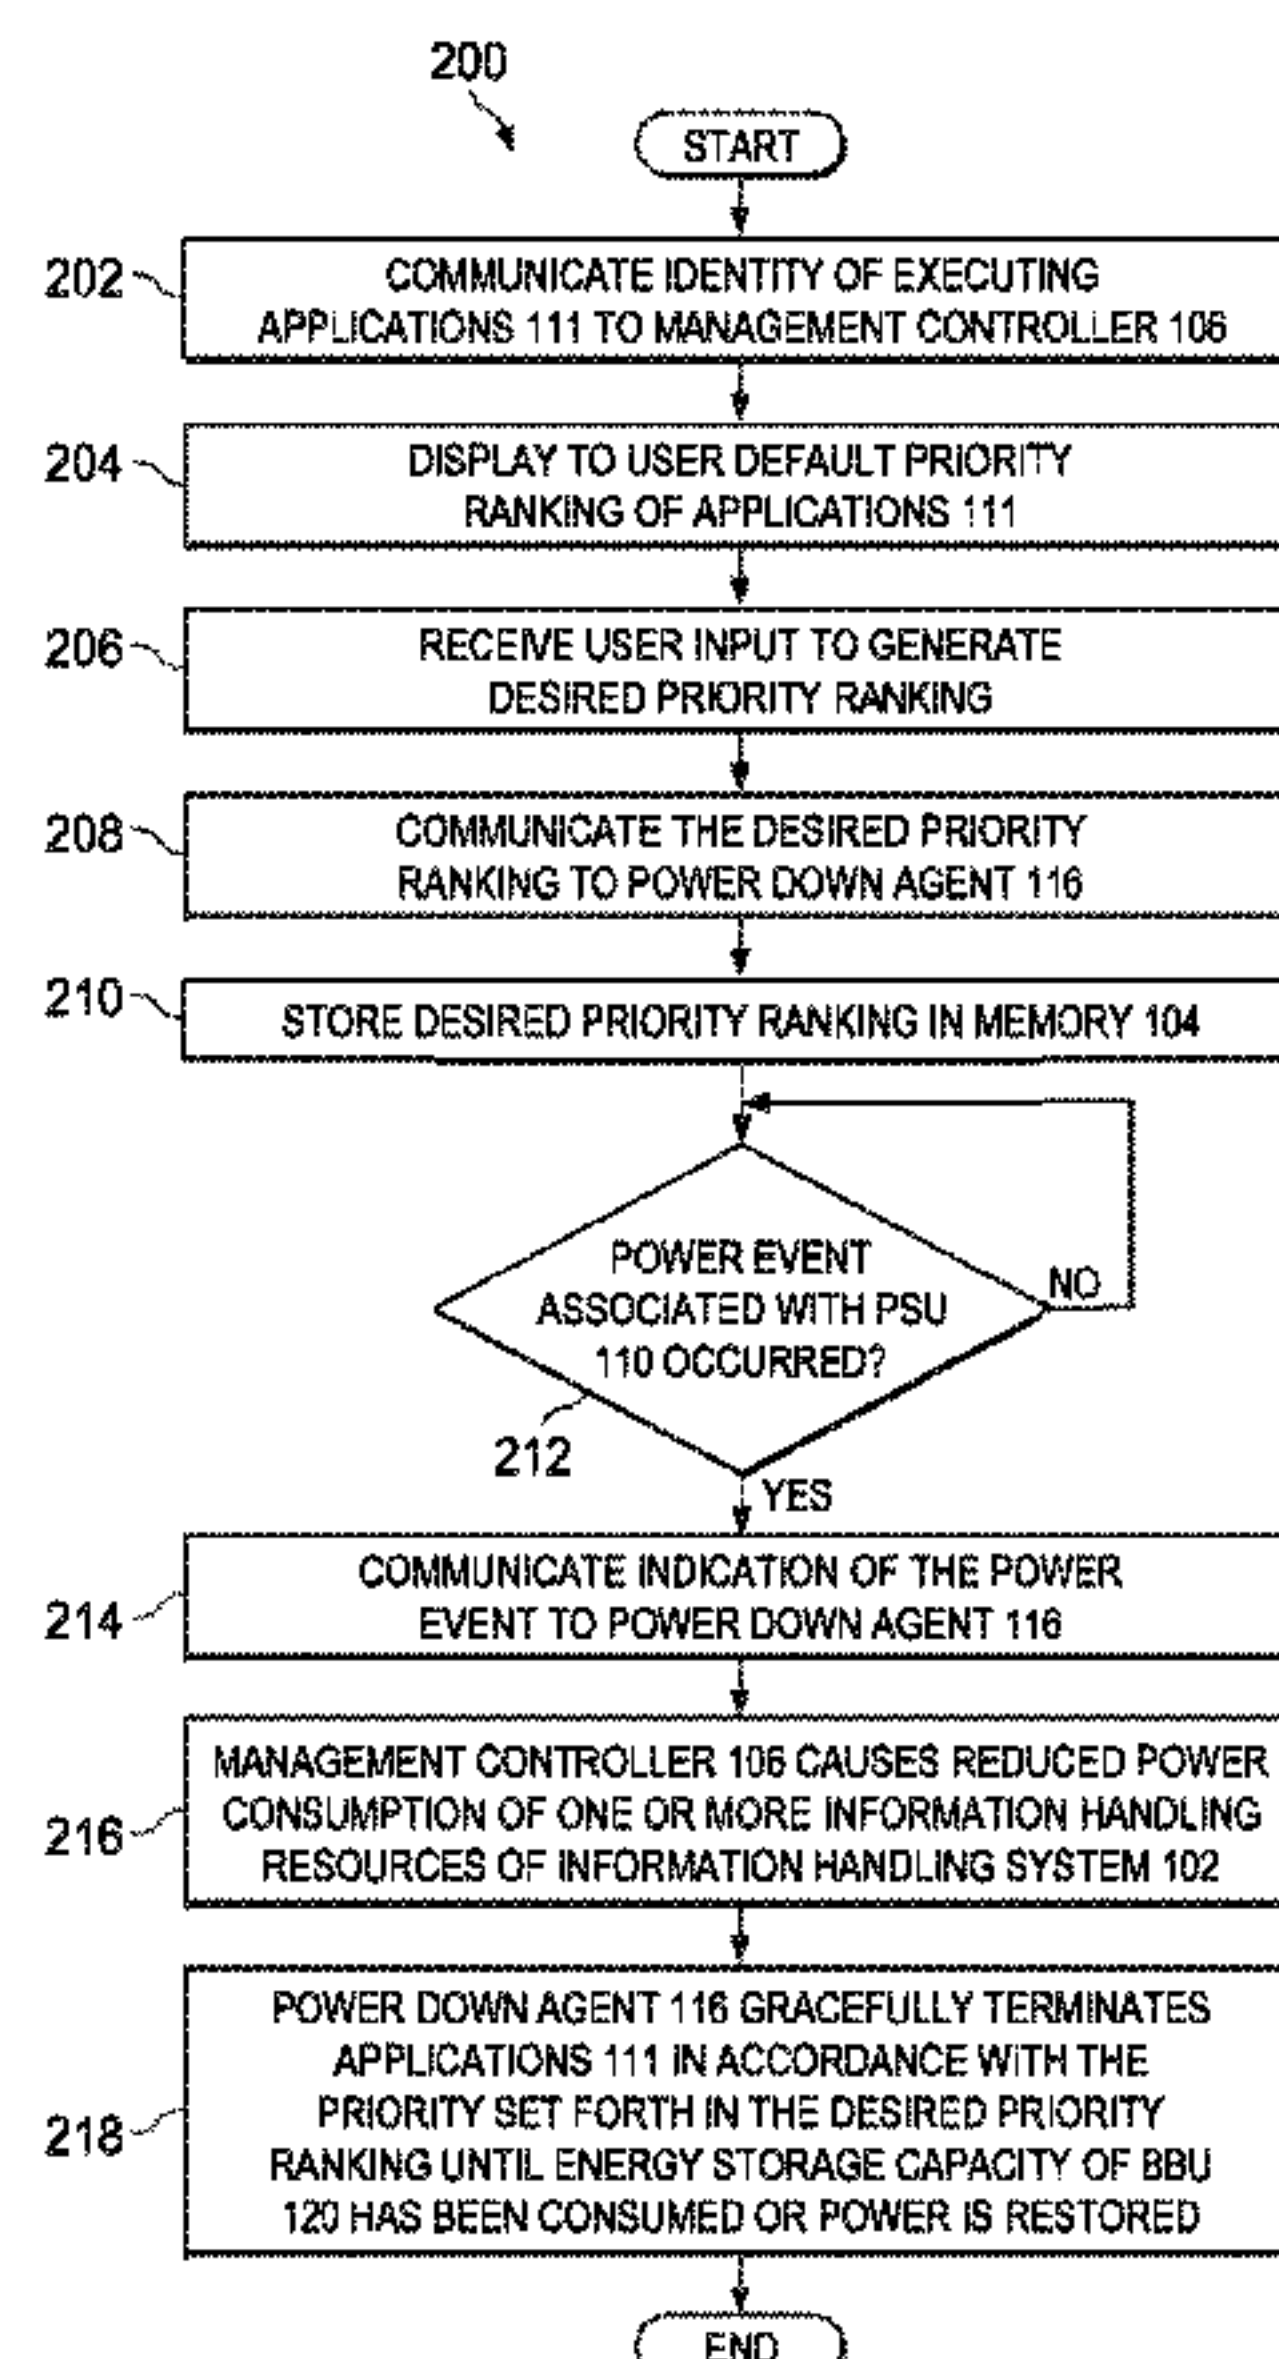 200
START
202
COMMUNICATE IDENTITY OF EXECUTING
APPLICATIONS 111 TO MANAGEMENT CONTROLLER 106
204
DISPLAY TO USER DEFAULT PRIORITY
RANKING OF APPLICATIONS 111
206
RECEIVE USER INPUT TO GENERATE
DESIRED PRIORITY RANKING
208
COMMUNICATE THE DESIRED PRIORITY
RANKING TO POWER DOWN AGENT 116
210
STORE DESIRED PRIORITY RANKING IN MEMORY 104
POWER EVENT
ASSOCIATED WITH PSU
110 OCCURRED?
NO
212
YES
214
COMMUNICATE INDICATION OF THE POWER
EVENT TO POWER DOWN AGENT 116
216
MANAGEMENT CONTROLLER 106 CAUSES REDUCED POWER
CONSUMPTION OF ONE OR MORE INFORMATION HANDLING
RESOURCES OF INFORMATION HANDLING SYSTEM 102
218
POWER DOWN AGENT 116 GRACEFULLY TERMINATES
APPLICATIONS 111 IN ACCORDANCE WITH THE
PRIORITY SET FORTH IN THE DESIRED PRIORITY
RANKING UNTIL ENERGY STORAGE CAPACITY OF BBU
120 HAS BEEN CONSUMED OR POWER IS RESTORED
END